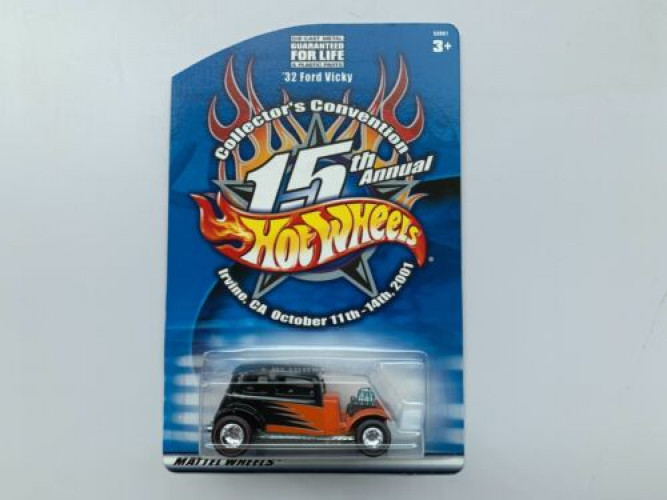 DIE-CAST METAL
GUARANTEED
FOR LIFE
& PLASTIC PARTS
'32 Ford Vicky
3+
Collector's Convention
15th Annual
HOT WHEELS
Irvine, CA October 11th-14th, 2001
MATTEL WHEELS